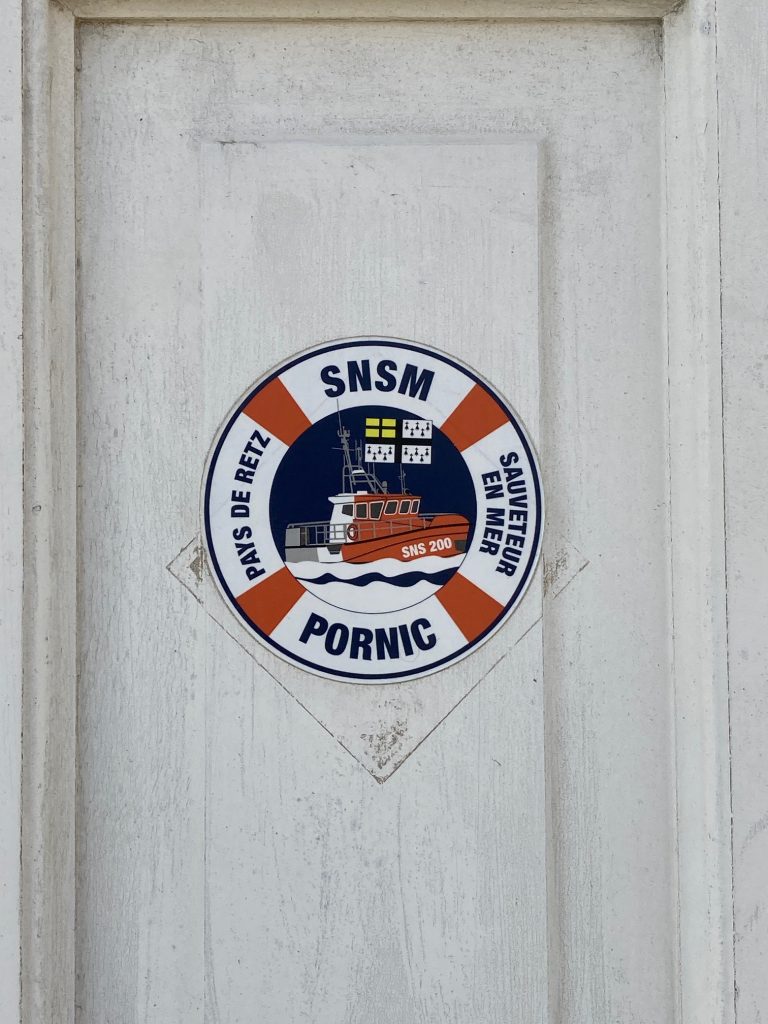 SNSM
PAYS DE RETZ
SAUVETEUR
EN MER
SNS 200
PORNIC